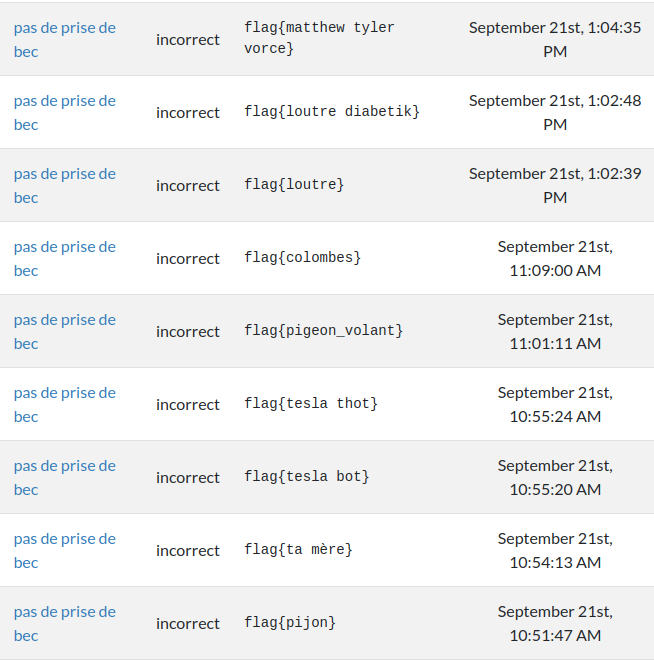 pas de prise de
bec
incorrect
flag{matthew tyler
vorce}
September 21st, 1:04:35
PM
pas de prise de
bec
incorrect
flag{loutre diabetik}
September 21st, 1:02:48
PM
pas de prise de
bec
incorrect
flag{loutre}
September 21st, 1:02:39
PM
pas de prise de
bec
incorrect
flag{colombes}
September 21st,
11:09:00 AM
pas de prise de
bec
incorrect
flag{pigeon_volant}
September 21st,
11:01:11 AM
pas de prise de
bec
incorrect
flag{tesla thot}
September 21st,
10:55:24 AM
pas de prise de
bec
incorrect
flag{tesla bot}
September 21st,
10:55:20 AM
pas de prise de
bec
incorrect
flag{ta mère}
September 21st,
10:54:13 AM
pas de prise de
bec
incorrect
flag{pijon}
September 21st,
10:51:47 AM